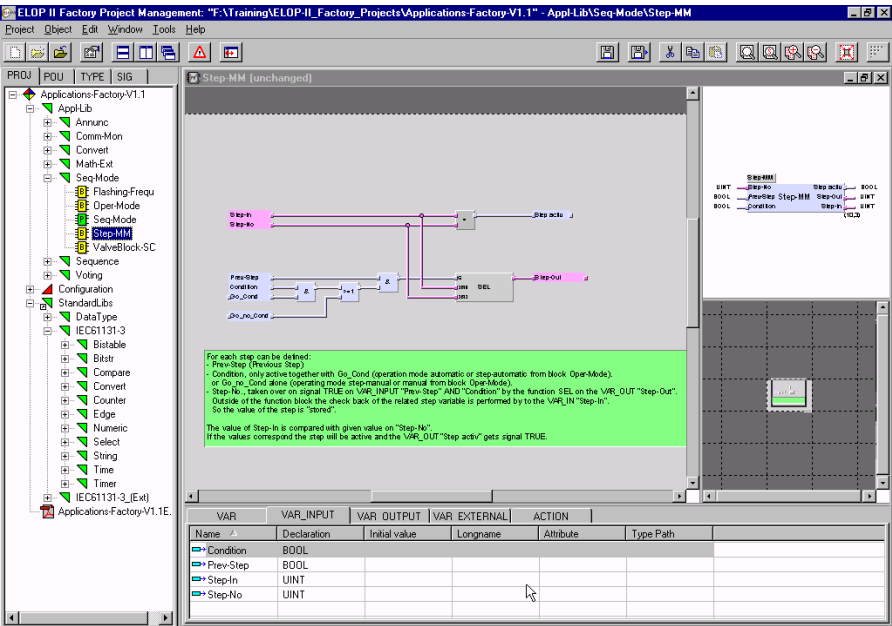 ELOP II Factory Project Management: "F:\Training\ELOP-II_Factory_Projects\Applications-Factory-V1.1" - Appl-Lib\Seq-Mode\Step-MM
Project Object Edit Window Tools Help
PROJ POU TYPE SIG
Step-MM (unchanged)
Applications-Factory-V1.1
Appl-Lib
Annunc
Comm-Mon
Convert
Math-Ext
Seq-Mode
Flashing-Frequ
Oper-Mode
Seq-Mode
Step-MM
ValveBlock-SC
Sequence
Voting
Configuration
StandardLibs
DataType
IEC61131-3
Bistable
Bitstr
Compare
Convert
Counter
Edge
Numeric
Select
String
Time
Timer
IEC61131-3_(Ext)
Applications-Factory-V1.1E.
Step-In
Step-No
=
Step activ
Prev-Step
Condition
Go_Cond
Go_no_Cond
&
>=1
&
G
IN0
IN1
SEL
Step-Out
Step-MM
UINT Step-No Step activ BOOL
BOOL Prev-Step Step-MM Step-Out UINT
BOOL Condition Step-In UINT
(10,3)
For each step can be defined:
- Prev-Step (Previous Step)
- Condition, only active together with Go_Cond (operation mode automatic or step-automatic from block Oper-Mode).
or Go_no_Cond alone (operating mode step-manual or manual from block Oper-Mode).
- Step-No., taken over on signal TRUE on VAR_INPUT "Prev-Step" AND "Condition" by the function SEL on the VAR_OUT "Step-Out".
Outside of the function block the check back of the related step variable is performed by to the VAR_IN "Step-In".
So the value of the step is "stored".
The value of Step-In is compared with given value on "Step-No".
If the values correspond the step will be active and the VAR_OUT "Step activ" gets signal TRUE.
VAR VAR_INPUT VAR OUTPUT VAR EXTERNAL ACTION
Name Declaration Initial value Longname Attribute Type Path
Condition BOOL
Prev-Step BOOL
Step-In UINT
Step-No UINT